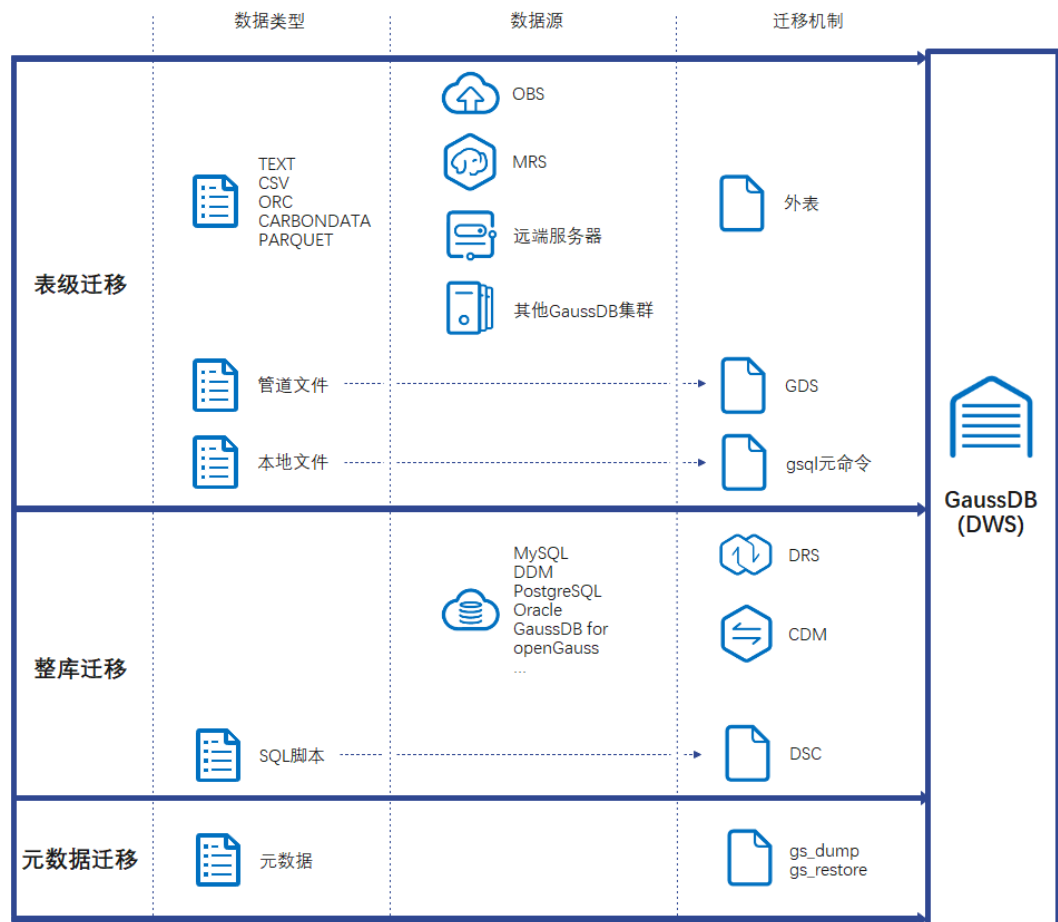 数据类型
数据源
迁移机制
表级迁移
TEXT
CSV
ORC
CARBONDATA
PARQUET
OBS
MRS
远端服务器
其他GaussDB集群
外表
管道文件
GDS
本地文件
gsql元命令
整库迁移
MySQL
DDM
PostgreSQL
Oracle
GaussDB for
openGauss
...
DRS
CDM
SQL脚本
DSC
元数据迁移
元数据
gs_dump
gs_restore
GaussDB
(DWS)